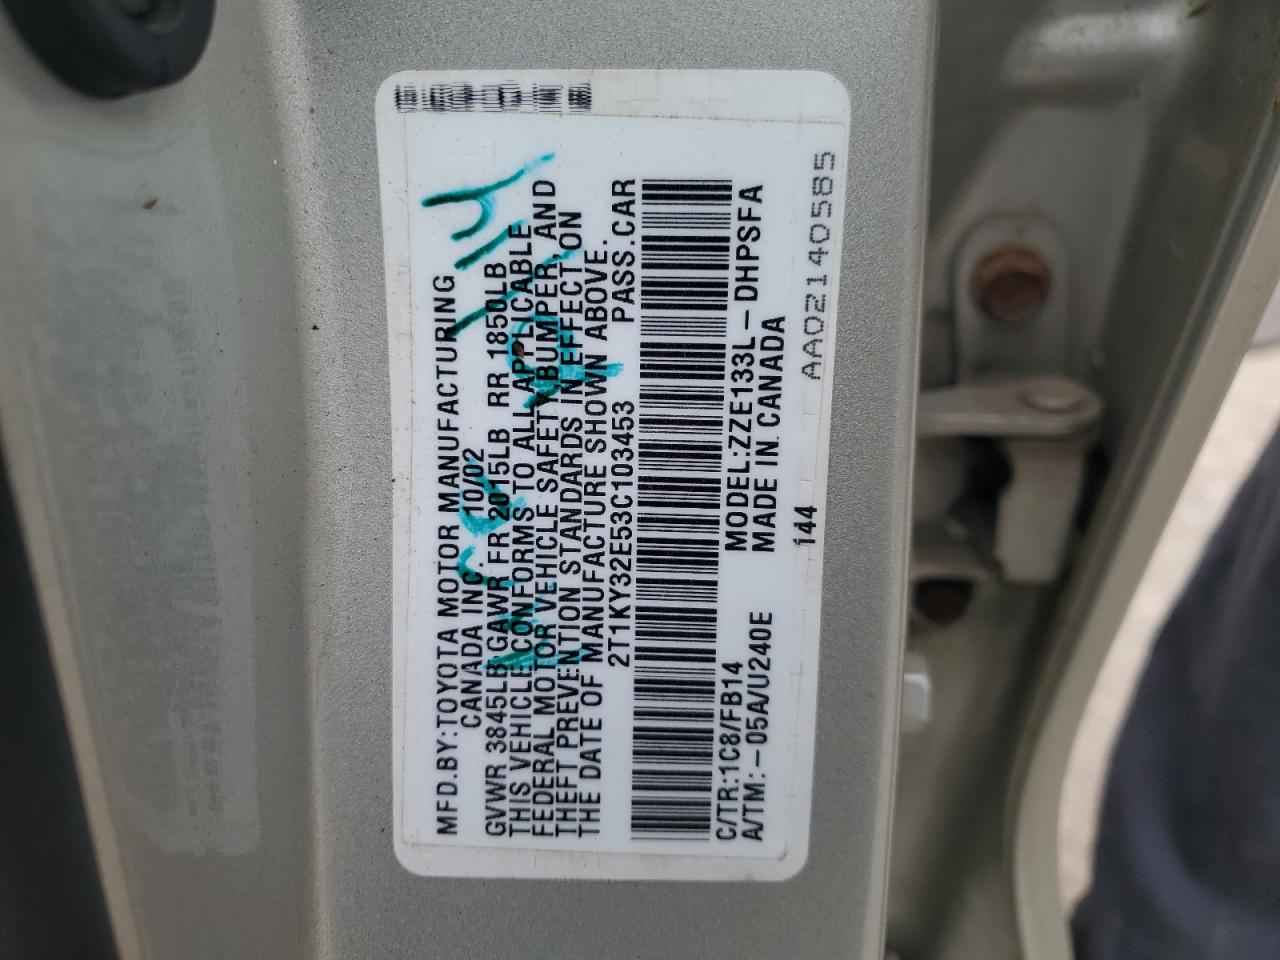 MFD.BY:TOYOTA MOTOR MANUFACTURING
CANADA INC 10/02
GVWR 3845LB GAWR FR 2015LB RR 1850LB
THIS VEHICLE CONFORMS TO ALL APPLICABLE
FEDERAL MOTOR VEHICLE SAFETY, BUMPER, AND
THEFT PREVENTION STANDARDS IN EFFECT ON
THE DATE OF MANUFACTURE SHOWN ABOVE.
2T1KY32E53C103453 PASS.CAR
C/TR:1C8/FB14 MODEL:ZZE133L-DHPSFA
A/TM:-05A/U240E MADE IN CANADA
144 AA02140585